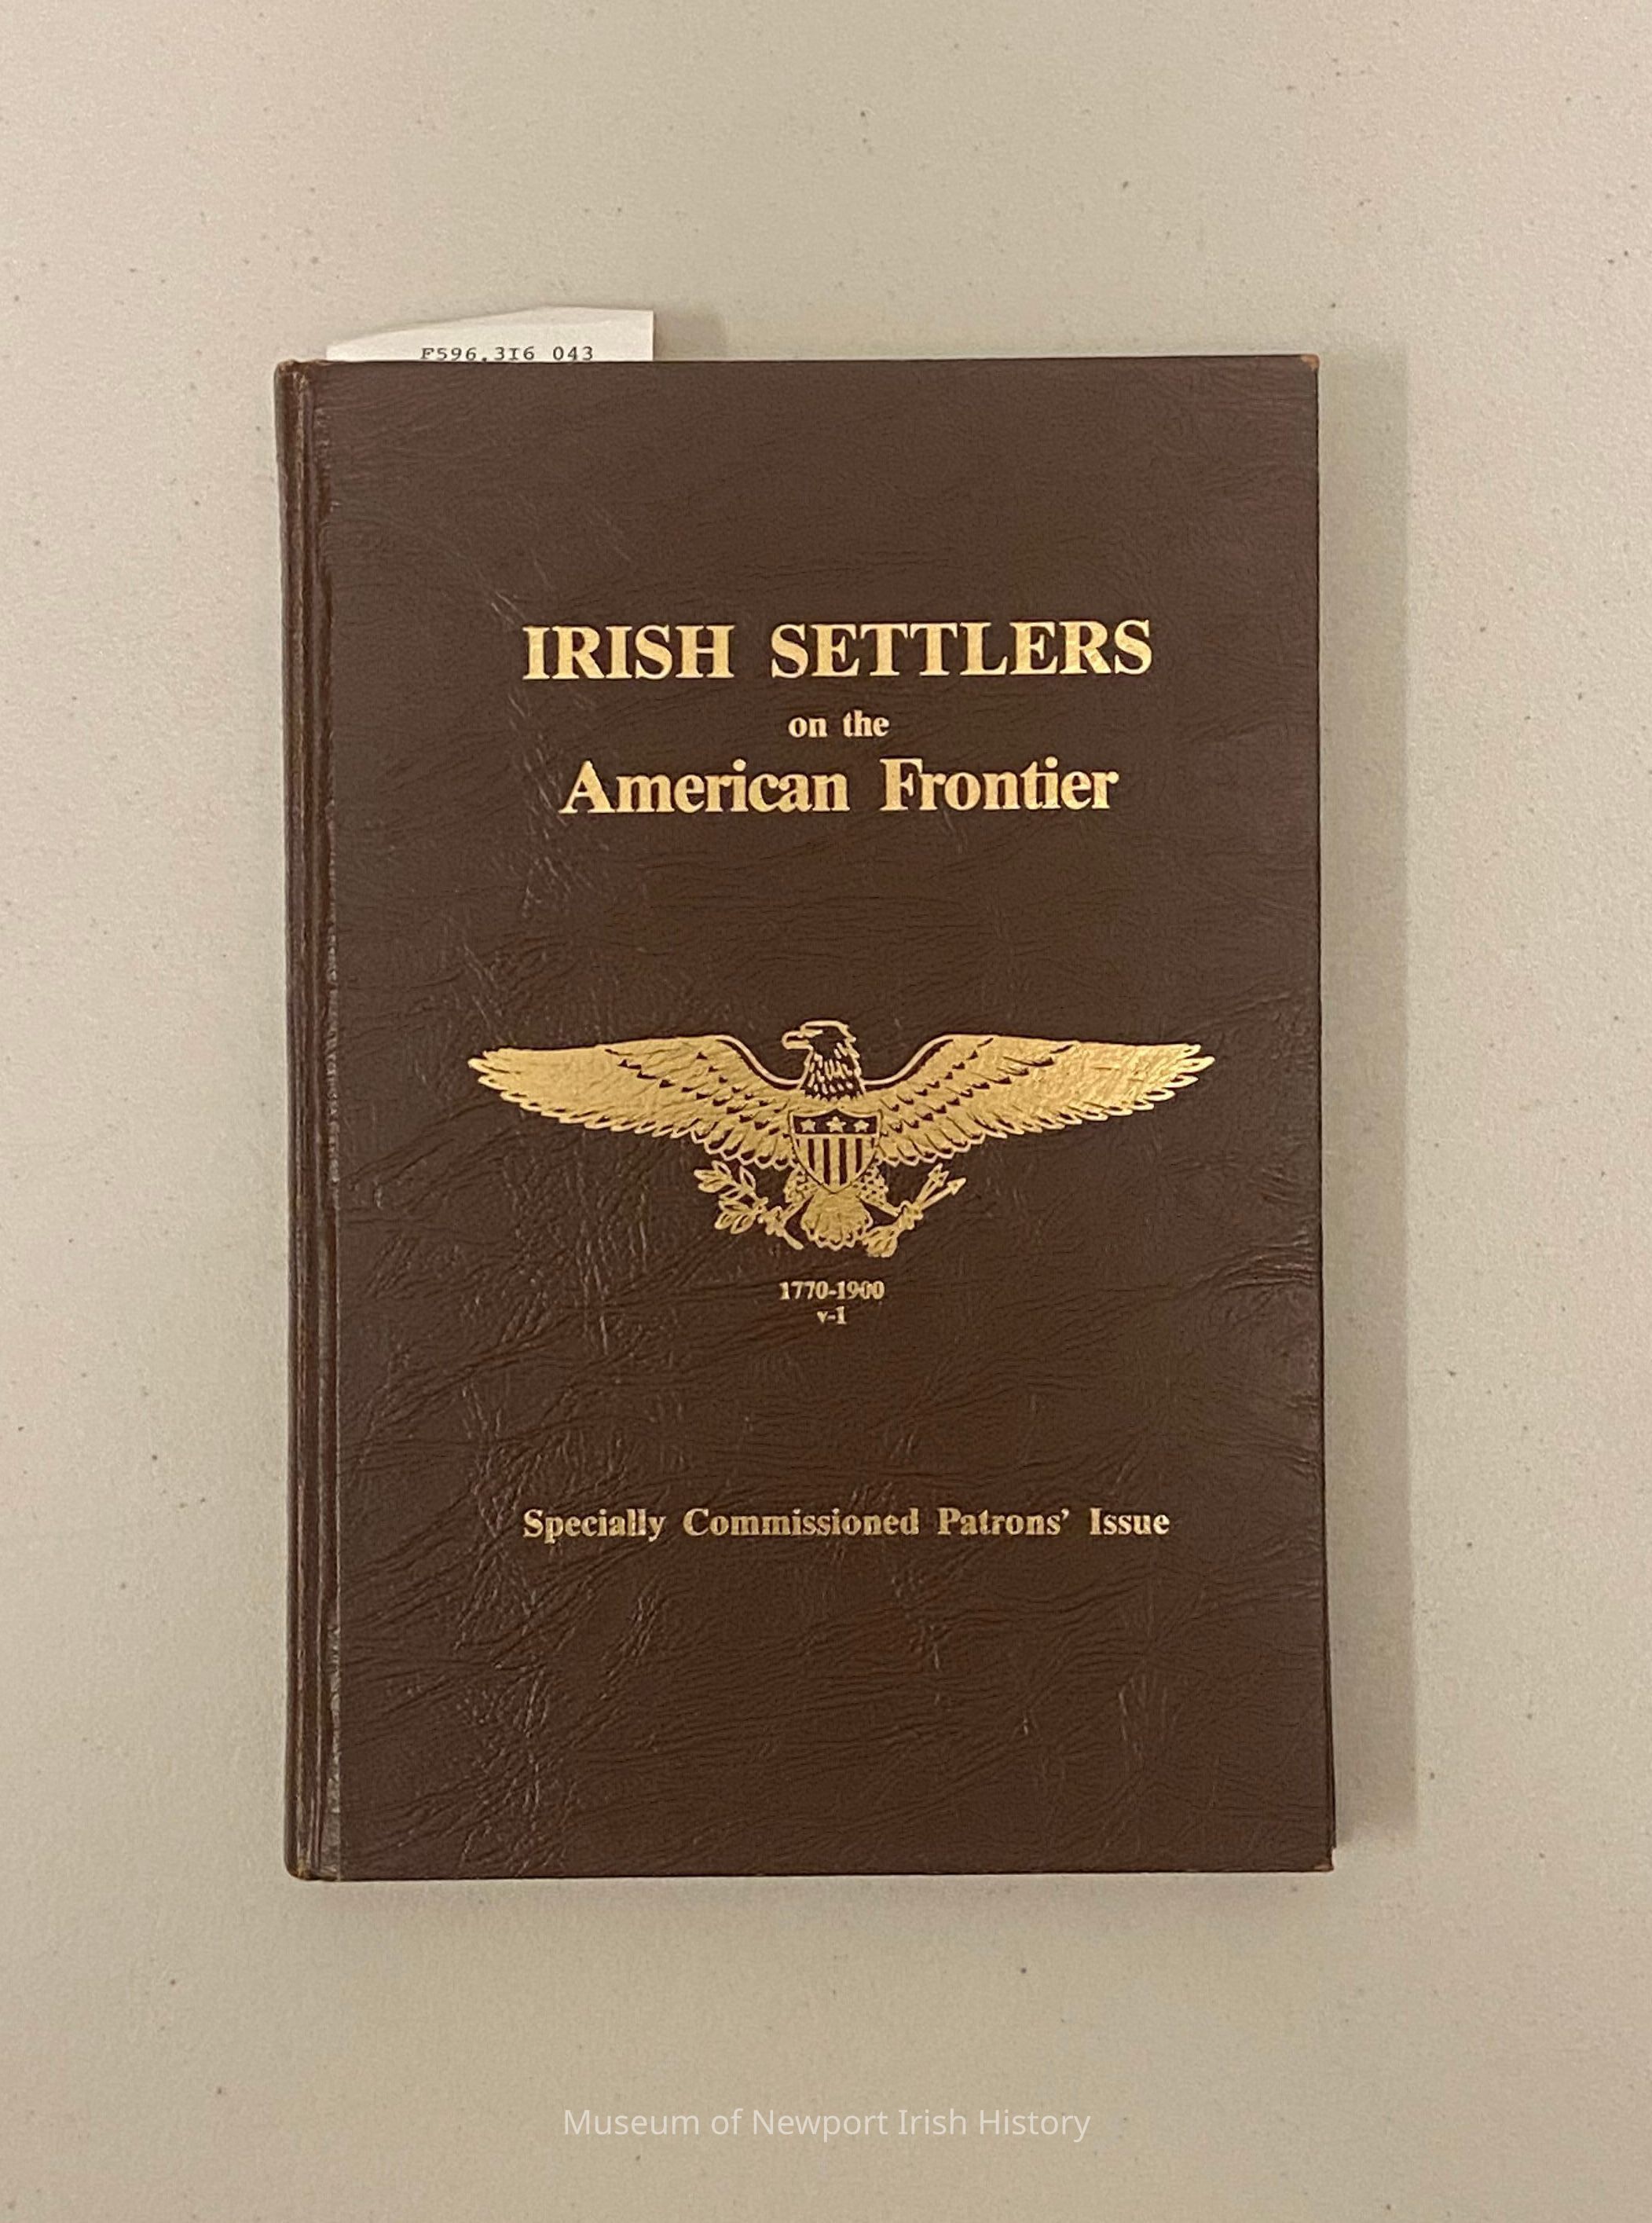 F596.3I6 O43
IRISH SETTLERS
on the
American Frontier
1770-1900
v-1
Specially Commissioned Patrons’ Issue
Museum of Newport Irish History